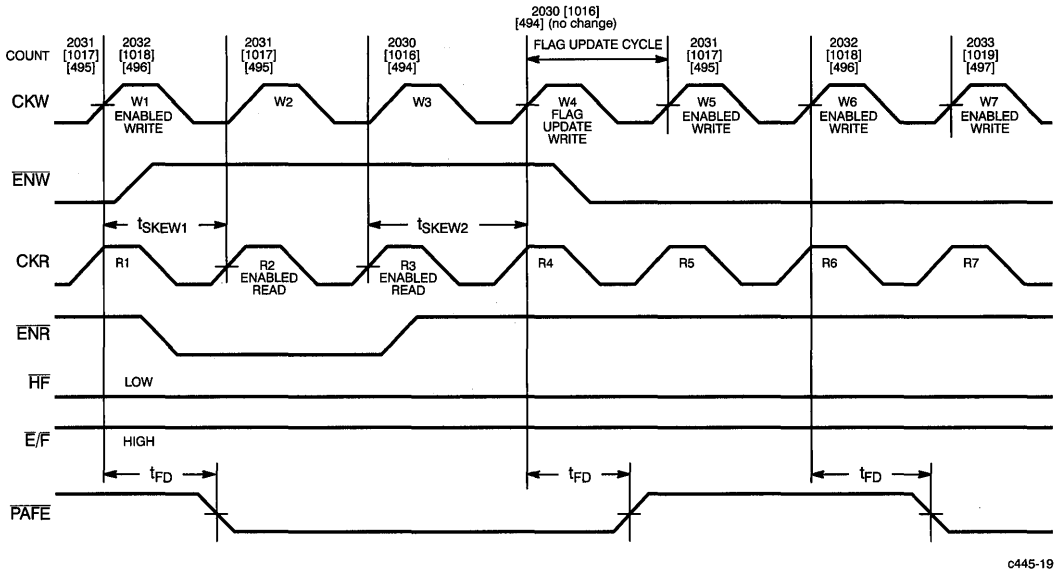 2030 [1016]
[494] (no change)
COUNT
2031
[1017]
[495]
2032
[1018]
[496]
2031
[1017]
[495]
2030
[1016]
[494]
FLAG UPDATE CYCLE
2031
[1017]
[495]
2032
[1018]
[496]
2033
[1019]
[497]
CKW
W1
ENABLED
WRITE
W2
W3
W4
FLAG
UPDATE
WRITE
W5
ENABLED
WRITE
W6
ENABLED
WRITE
W7
ENABLED
WRITE
ENW
tSKEW1
tSKEW2
CKR
R1
R2
ENABLED
READ
R3
ENABLED
READ
R4
R5
R6
R7
ENR
HF
LOW
E/F
HIGH
tFD
tFD
tFD
PAFE
c445-19